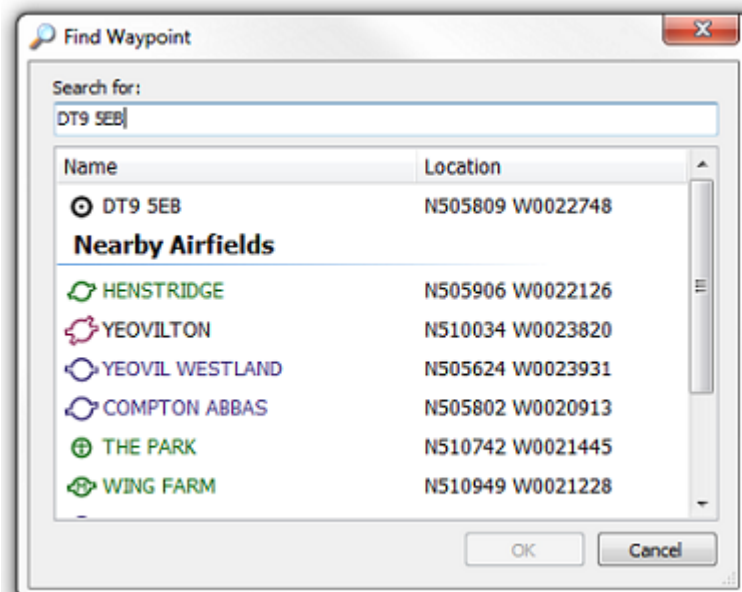 Find Waypoint
Search for:
DT9 5EB
Name Location
DT9 5EB N505809 W0022748
Nearby Airfields
HENSTRIDGE N505906 W0022126
YEOVILTON N510034 W0023820
YEOVIL WESTLAND N505624 W0023931
COMPTON ABBAS N505802 W0020913
THE PARK N510742 W0021445
WING FARM N510949 W0021228
OK Cancel